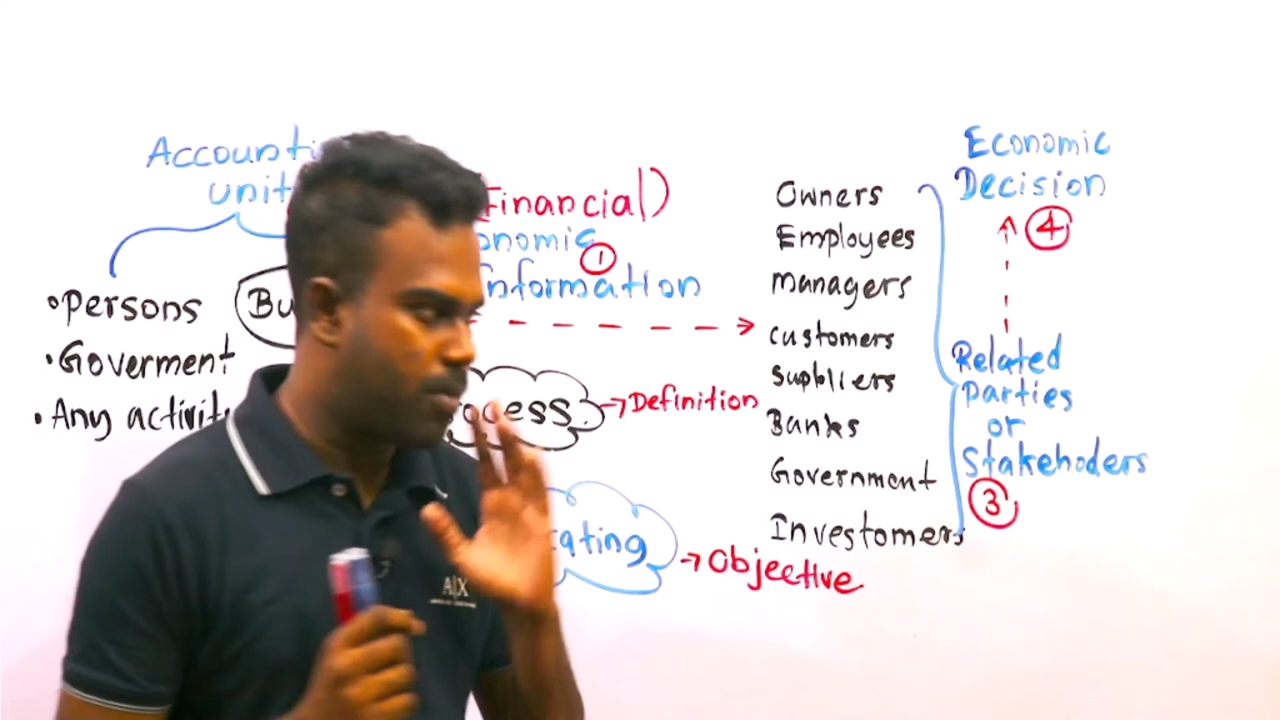 Accounti
unit
•Persons
•Goverment
•Any activit
Bu
Financial)
onomic
①
Information
ocess
→Definition
cating
→Objective
Owners
Employees
managers
customers
Suppliers
Banks
Government
Investomers
Economic
Decision
④
Related
Parties
or
Stakehoders
③
A|X